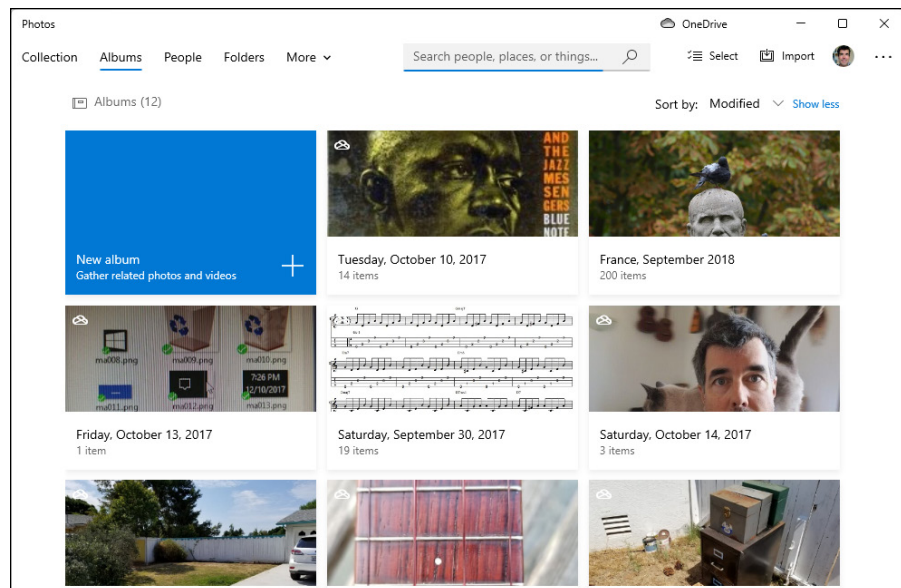 Photos
OneDrive
Collection Albums People Folders More
Search people, places, or things...
Select Import
Albums (12)
Sort by: Modified Show less
AND
THE
JAZZ
MES
SEN
GERS
BLUE
NOTE
New album
Gather related photos and videos
Tuesday, October 10, 2017
14 items
France, September 2018
200 items
ma008.png ma009.png ma010.png
7:26 PM
12/10/2017
ma011.png ma012.png ma013.png
Friday, October 13, 2017
1 item
Saturday, September 30, 2017
19 items
Saturday, October 14, 2017
3 items